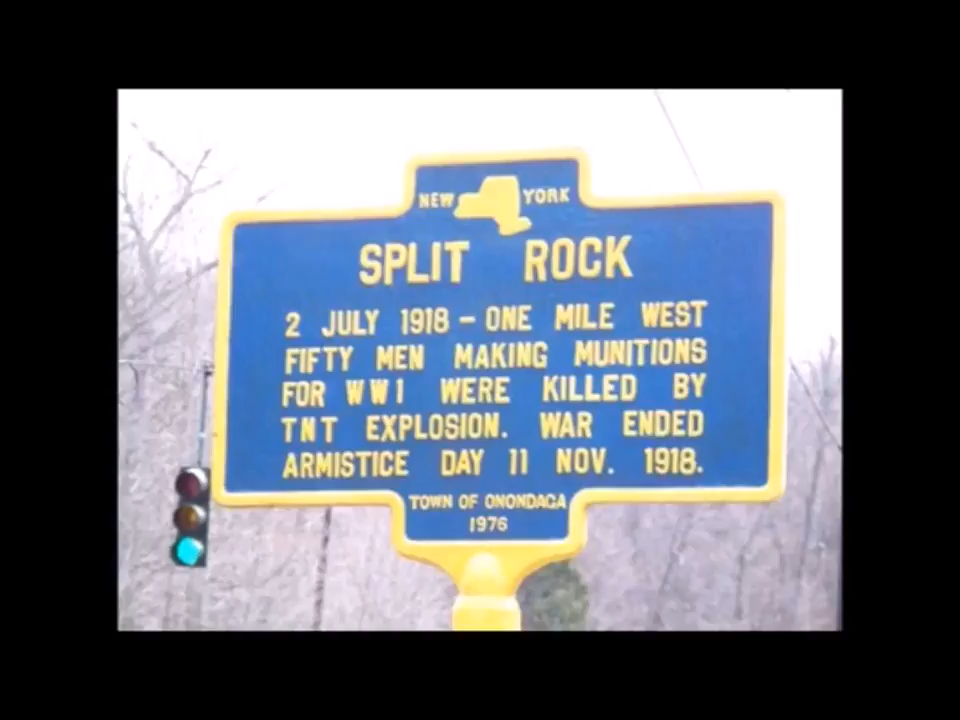 NEW YORK
SPLIT ROCK
2 JULY 1918 – ONE MILE WEST
FIFTY MEN MAKING MUNITIONS
FOR WW1 WERE KILLED BY
TNT EXPLOSION. WAR ENDED
ARMISTICE DAY 11 NOV. 1918.
TOWN OF ONONDAGA
1976